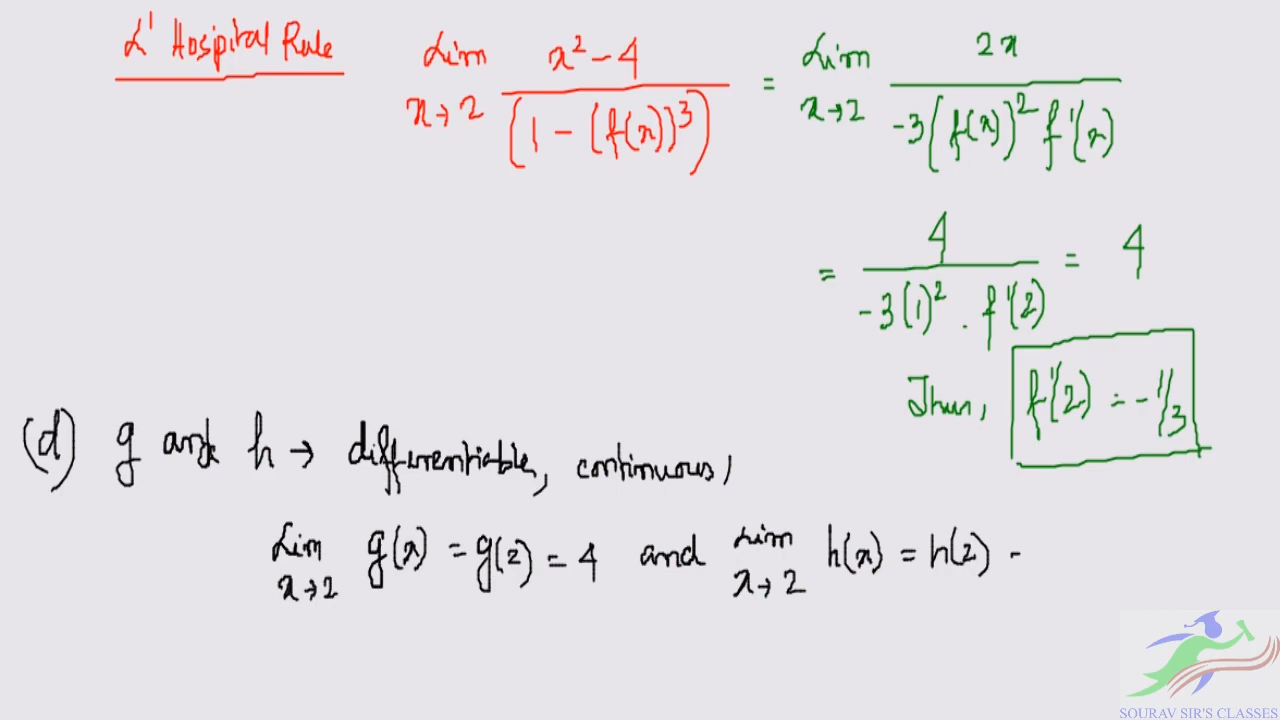 L' Hospital Rule
Lim x→2 (x² - 4) / (1 - (f(x))³) = Lim x→2 2x / (-3(f(x))² f'(x))
= 4 / (-3(1)² . f'(2)) = 4
Thus, f'(2) = -1/3
(d) g and h → differentiable, continuous,
Lim x→2 g(x) = g(2) = 4 and Lim x→2 h(x) = h(2) -
SOURAV SIR'S CLASSES